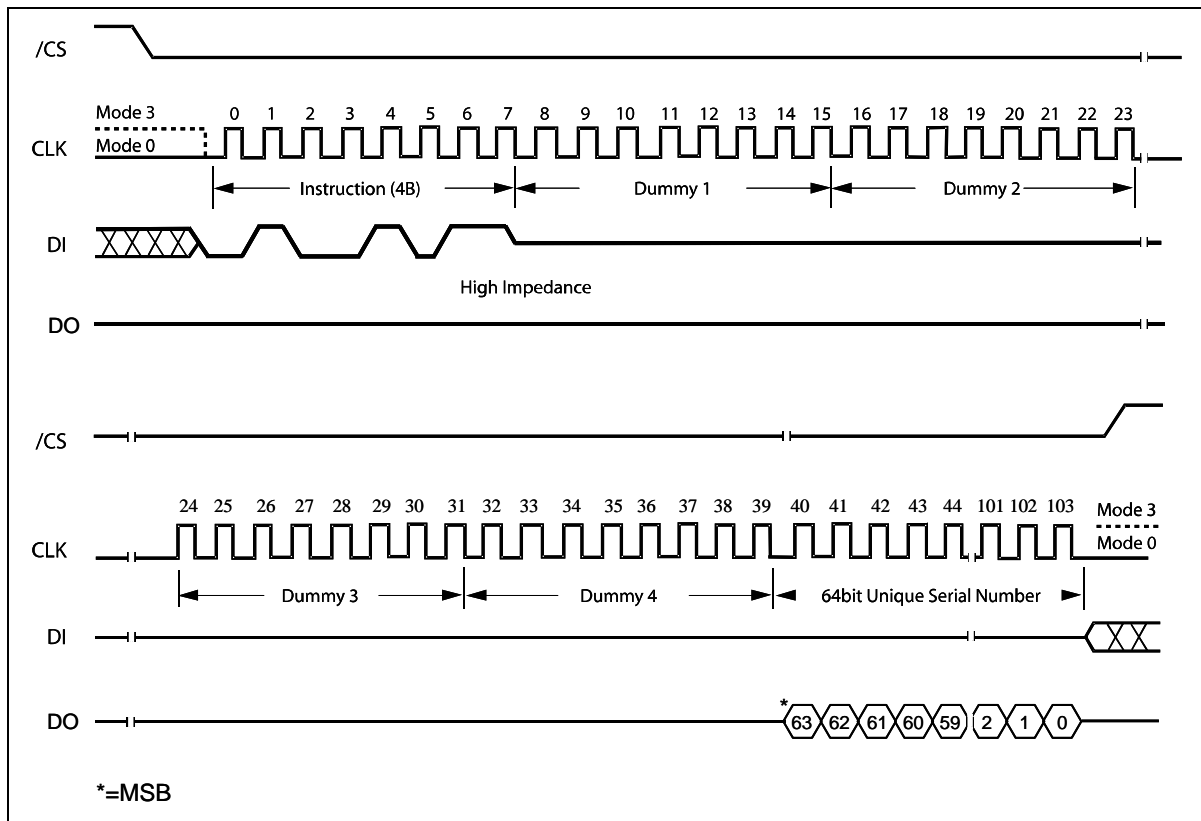 /CS
Mode 3
0 1 2 3 4 5 6 7 8 9 10 11 12 13 14 15 16 17 18 19 20 21 22 23
CLK
Mode 0
Instruction (4B) Dummy 1 Dummy 2
DI
High Impedance
DO
/CS
24 25 26 27 28 29 30 31 32 33 34 35 36 37 38 39 40 41 42 43 44 101 102 103
Mode 3
CLK
Mode 0
Dummy 3 Dummy 4 64bit Unique Serial Number
DI
*
DO 63 62 61 60 59 2 1 0
*=MSB